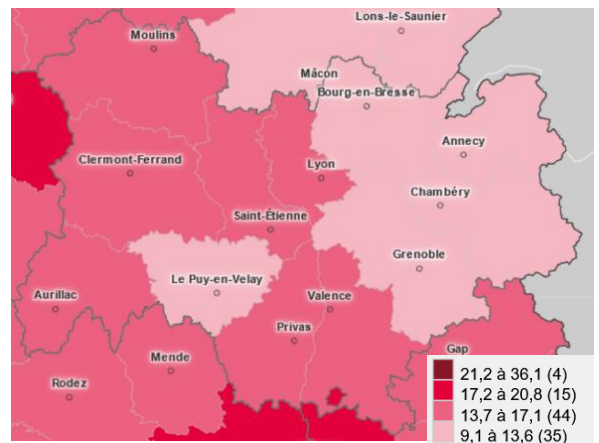 Lons-le-Saunier
Moulins
Mâcon
Bourg-en-Bresse
Annecy
Clermont-Ferrand
Lyon
Chambéry
Saint-Étienne
Grenoble
Le Puy-en-Velay
Aurillac
Valence
Privas
Gap
Mende
Rodez
21,2 à 36,1 (4)
17,2 à 20,8 (15)
13,7 à 17,1 (44)
9,1 à 13,6 (35)